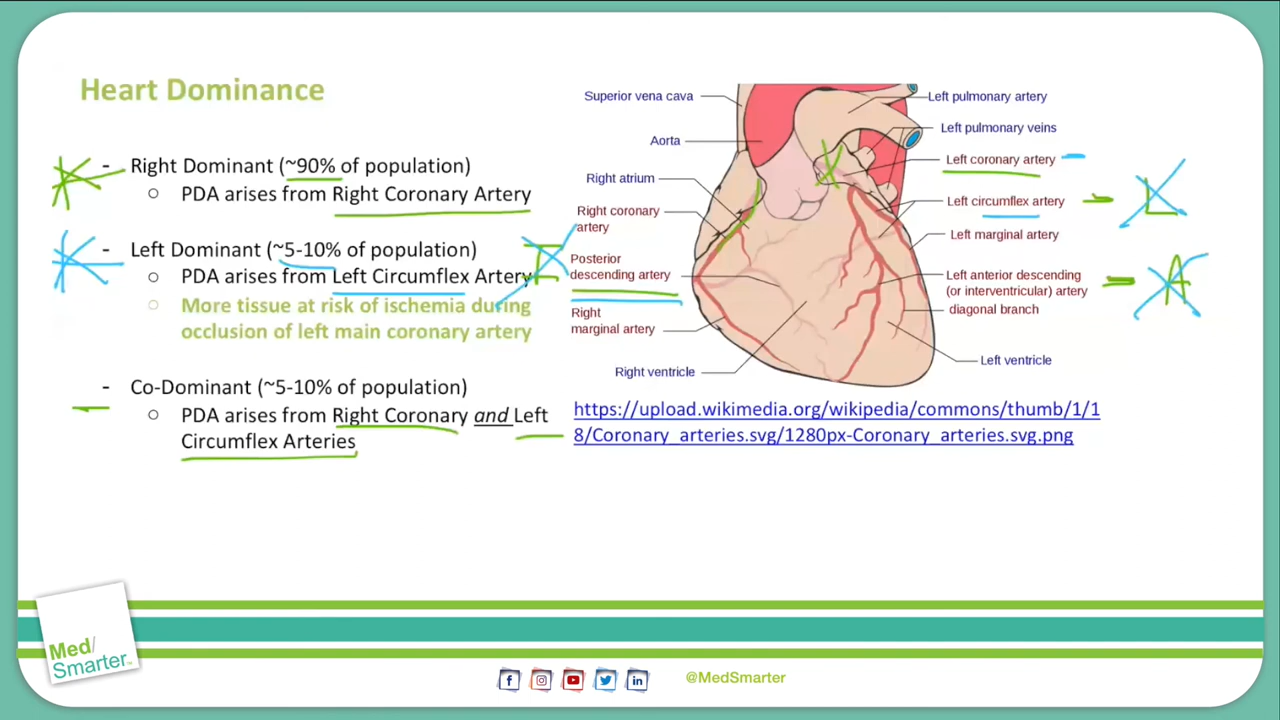 Heart Dominance
- Right Dominant (~90% of population)
○ PDA arises from Right Coronary Artery
- Left Dominant (~5-10% of population)
○ PDA arises from Left Circumflex Artery
○ More tissue at risk of ischemia during
occlusion of left main coronary artery
- Co-Dominant (~5-10% of population)
○ PDA arises from Right Coronary and Left
Circumflex Arteries
Superior vena cava
Aorta
Right atrium
Right coronary
artery
Posterior
descending artery
Right
marginal artery
Right ventricle
Left pulmonary artery
Left pulmonary veins
Left coronary artery
Left circumflex artery
L
Left marginal artery
Left anterior descending
(or interventricular) artery
A
diagonal branch
Left ventricle
https://upload.wikimedia.org/wikipedia/commons/thumb/1/1
8/Coronary_arteries.svg/1280px-Coronary_arteries.svg.png
Med/
Smarter™
@MedSmarter